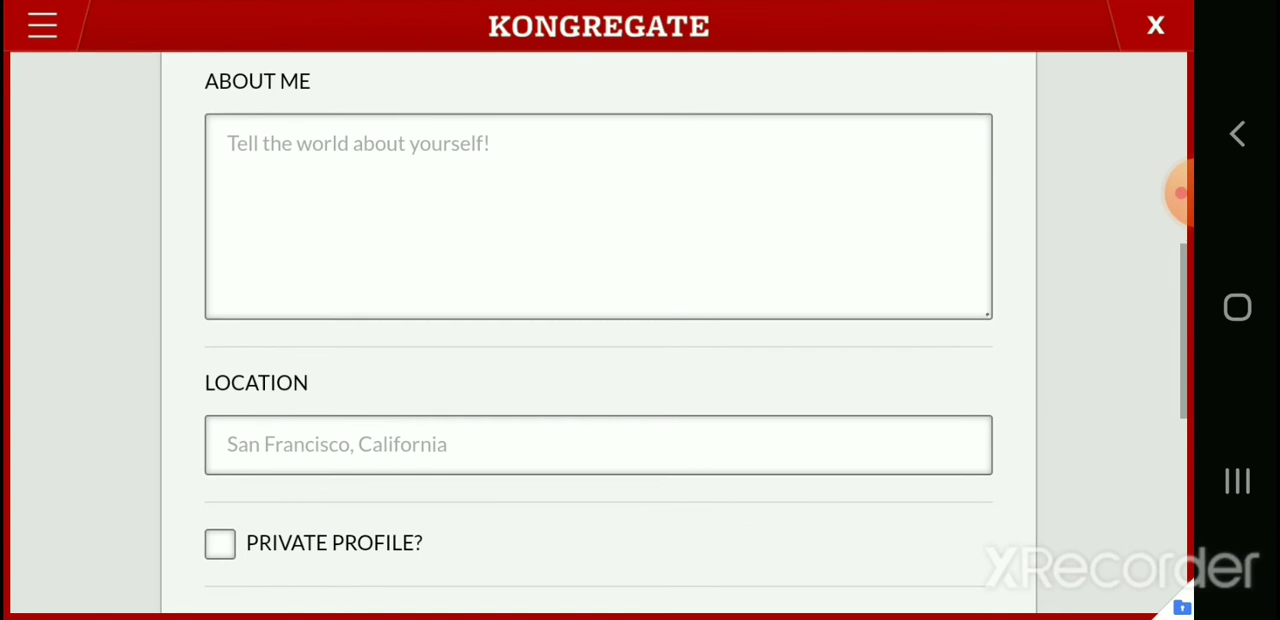 KONGREGATE
X
ABOUT ME
Tell the world about yourself!
LOCATION
San Francisco, California
PRIVATE PROFILE?
XRecorder